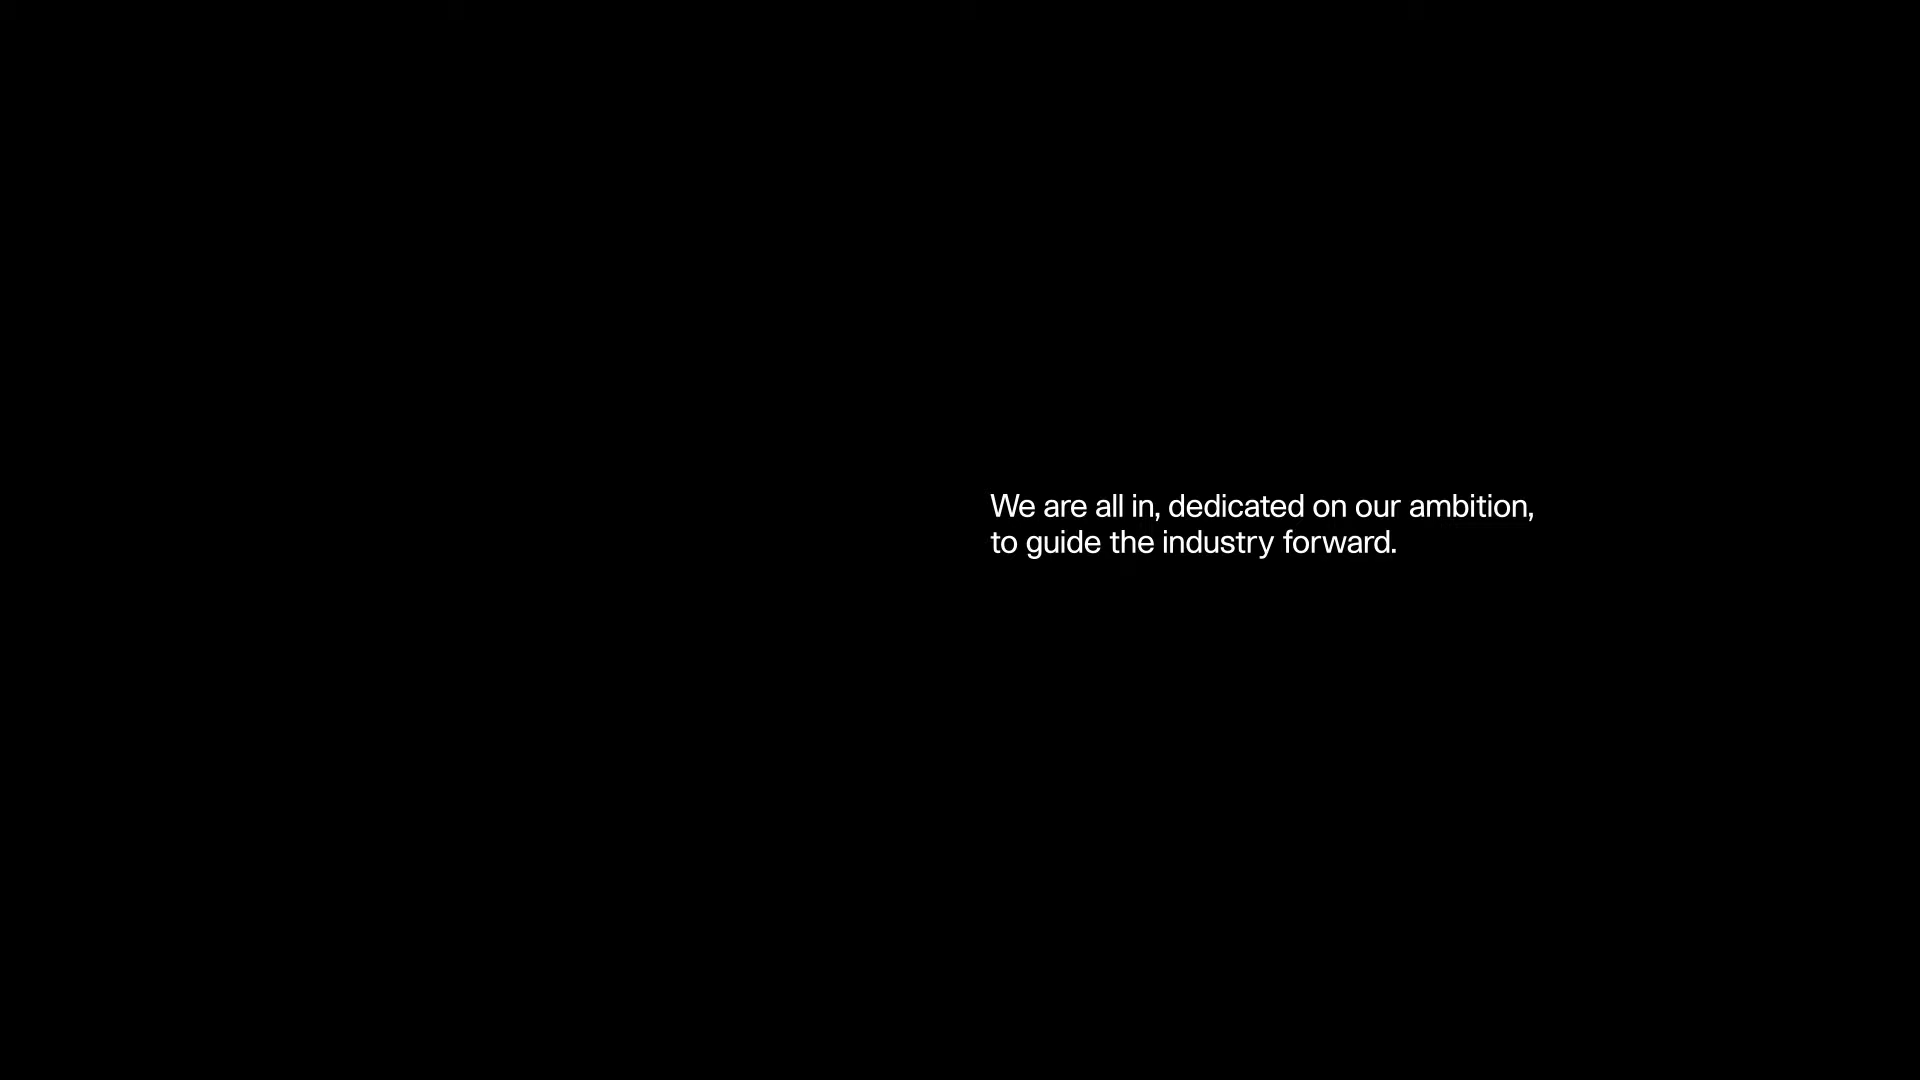 We are all in, dedicated on our ambition,
to guide the industry forward.